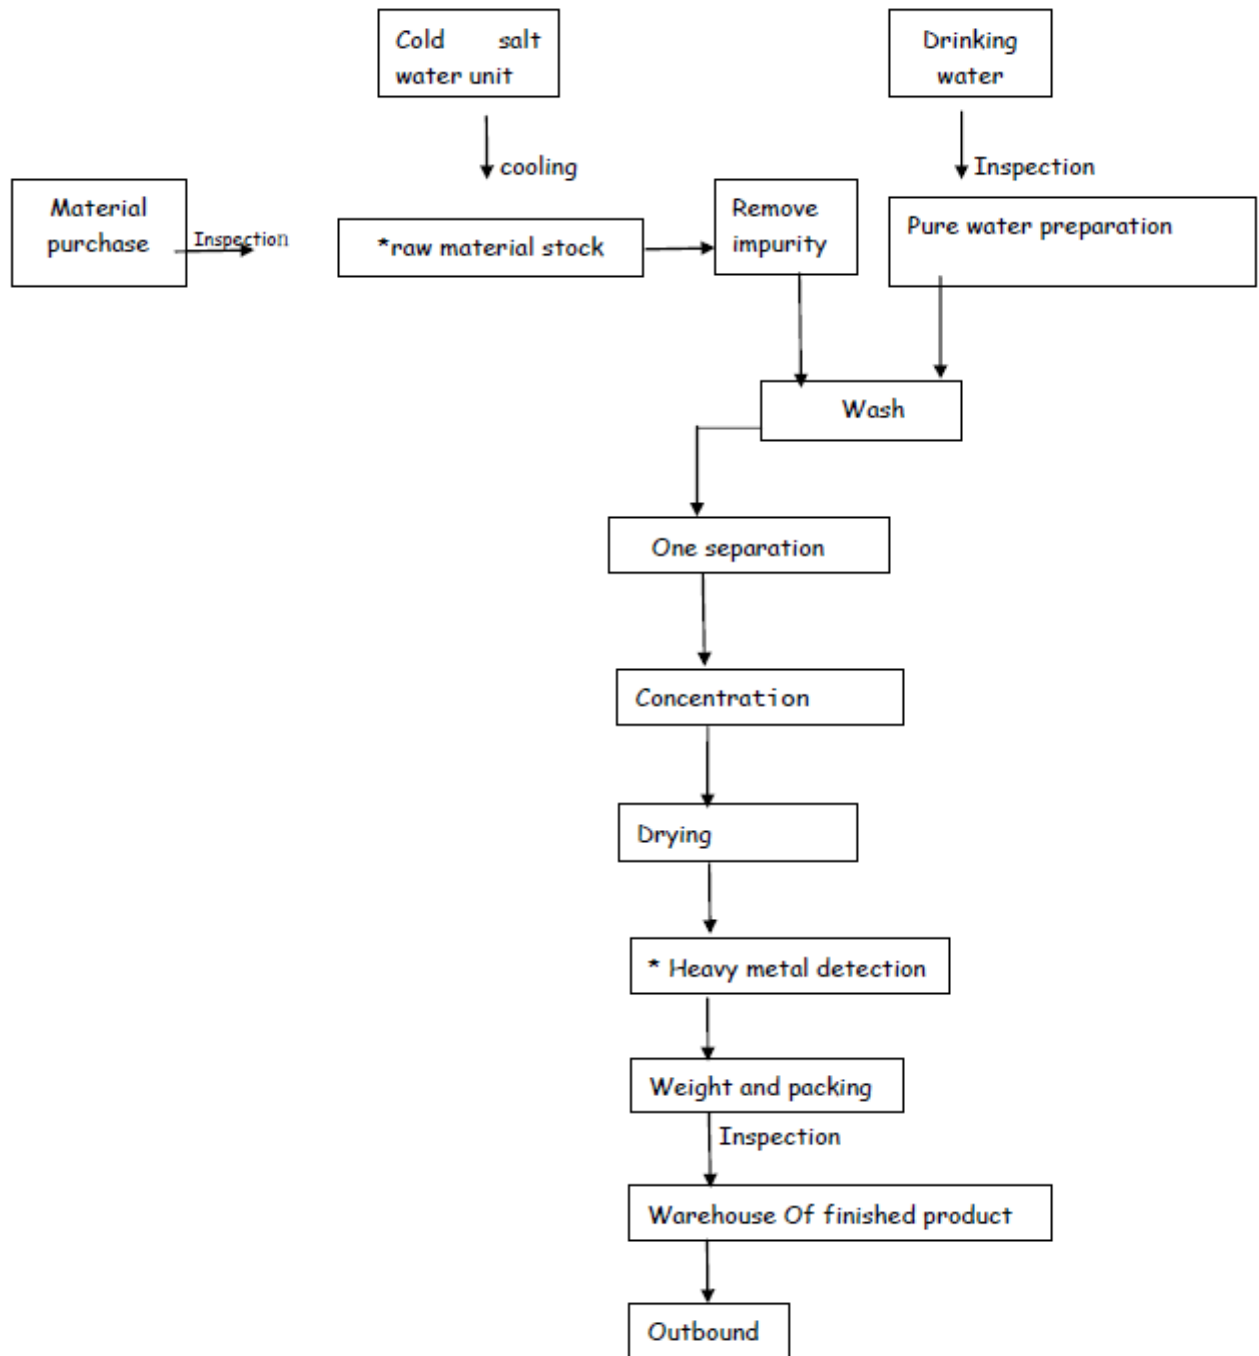 Cold salt
water unit
Drinking
water
cooling
Inspection
Material
purchase
Inspection
*raw material stock
Remove
impurity
Pure water preparation
Wash
One separation
Concentration
Drying
* Heavy metal detection
Weight and packing
Inspection
Warehouse Of finished product
Outbound